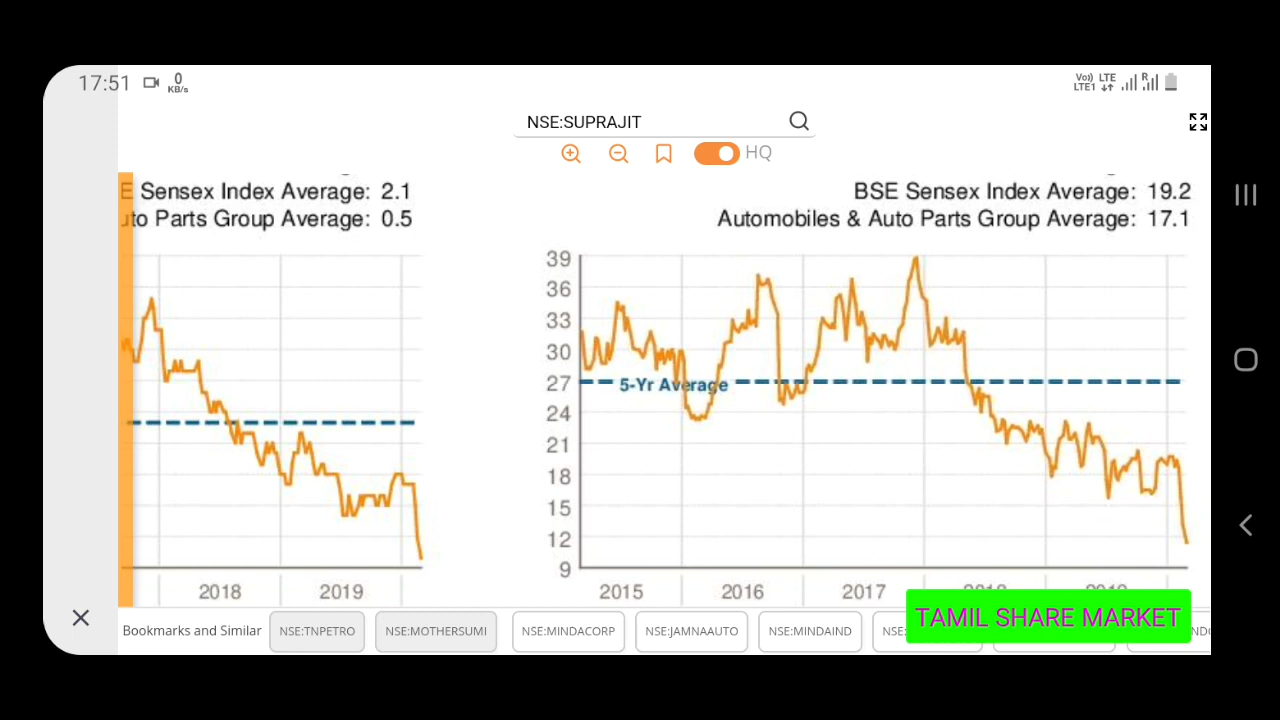 17:51 0 KB/s Vo)) LTE1 LTE R
NSE:SUPRAJIT
HQ
Sensex Index Average: 2.1
Parts Group Average: 0.5
BSE Sensex Index Average: 19.2
Automobiles & Auto Parts Group Average: 17.1
39
36
33
30
27
24
21
18
15
12
9
5-Yr Average
2018 2019
2015 2016 2017 2018 2019
Bookmarks and Similar NSE:TNPETRO NSE:MOTHERSUMI NSE:MINDACORP NSE:JAMNAAUTO NSE:MINDAIND
TAMIL SHARE MARKET